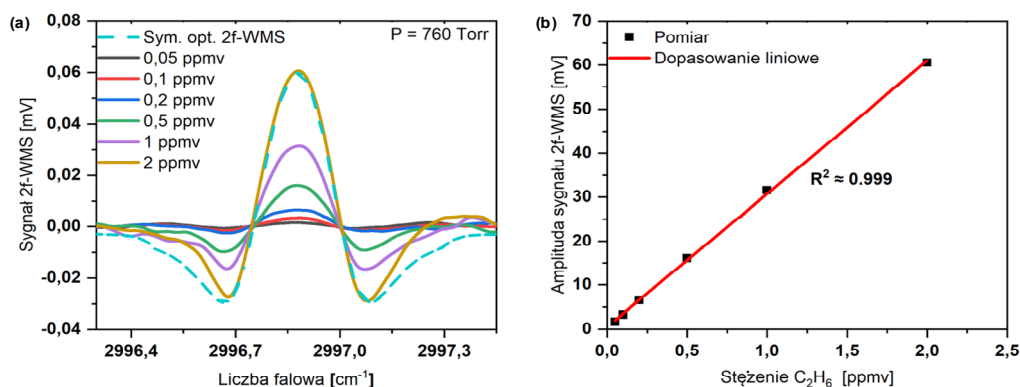 (a)
Sym. opt. 2f-WMS
P = 760 Torr
0,05 ppmv
0,1 ppmv
0,2 ppmv
0,5 ppmv
1 ppmv
2 ppmv
Sygnał 2f-WMS [mV]
0,08
0,06
0,04
0,02
0,00
-0,02
-0,04
2996,4
2996,7
2997,0
2997,3
Liczba falowa [cm⁻¹]
(b)
Pomiar
Dopasowanie liniowe
R² ≈ 0.999
Amplituda sygnału 2f-WMS [mV]
70
60
50
40
30
20
10
0
0,0
0,5
1,0
1,5
2,0
2,5
Stężenie C₂H₆ [ppmv]